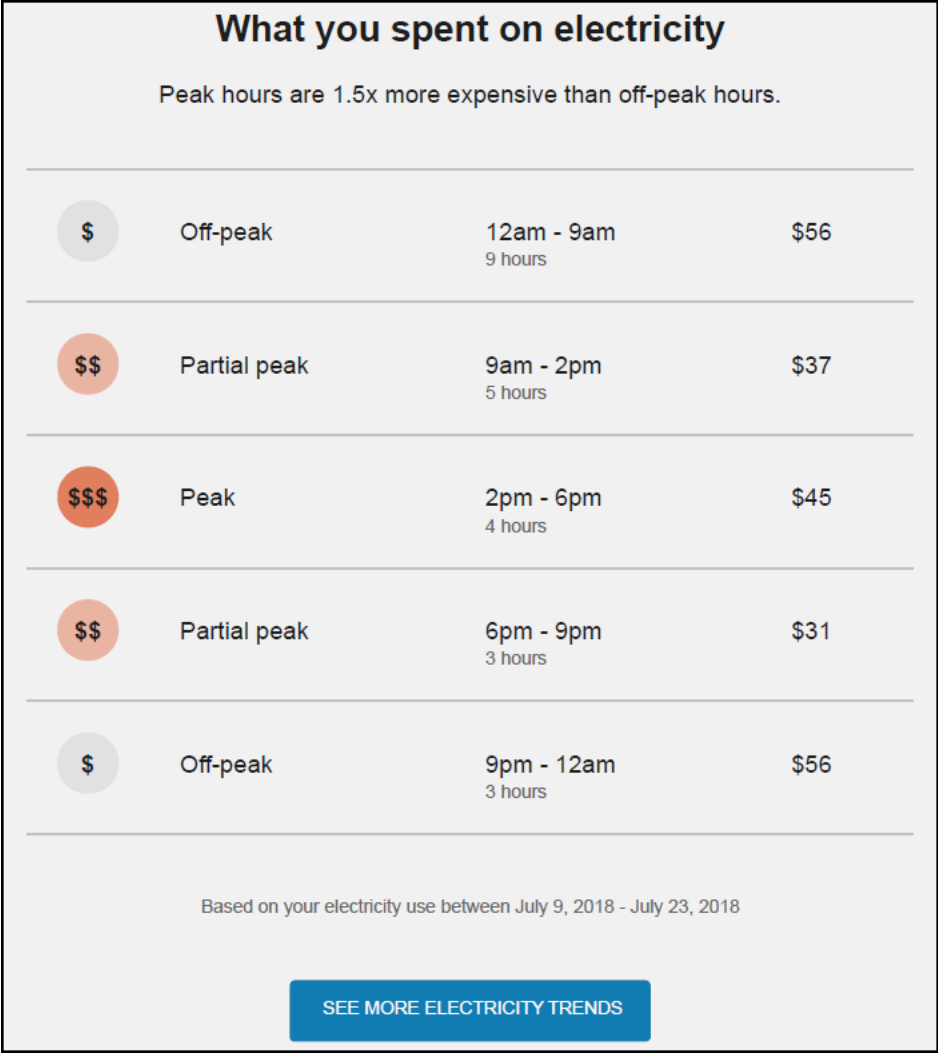 What you spent on electricity
Peak hours are 1.5x more expensive than off-peak hours.
$ Off-peak 12am - 9am $56
9 hours
$$ Partial peak 9am - 2pm $37
5 hours
$$$ Peak 2pm - 6pm $45
4 hours
$$ Partial peak 6pm - 9pm $31
3 hours
$ Off-peak 9pm - 12am $56
3 hours
Based on your electricity use between July 9, 2018 - July 23, 2018
SEE MORE ELECTRICITY TRENDS